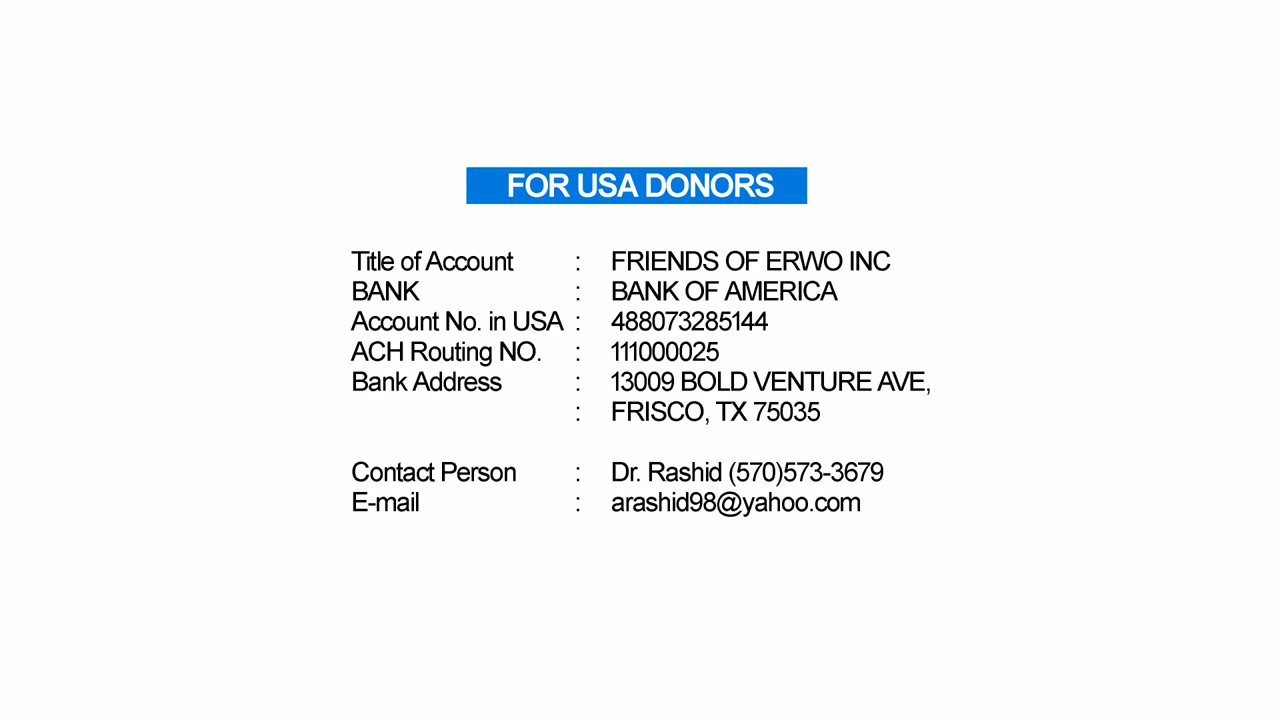 FOR USA DONORS
Title of Account : FRIENDS OF ERWO INC
BANK : BANK OF AMERICA
Account No. in USA : 488073285144
ACH Routing NO. : 111000025
Bank Address : 13009 BOLD VENTURE AVE,
: FRISCO, TX 75035
Contact Person : Dr. Rashid (570)573-3679
E-mail : arashid98@yahoo.com